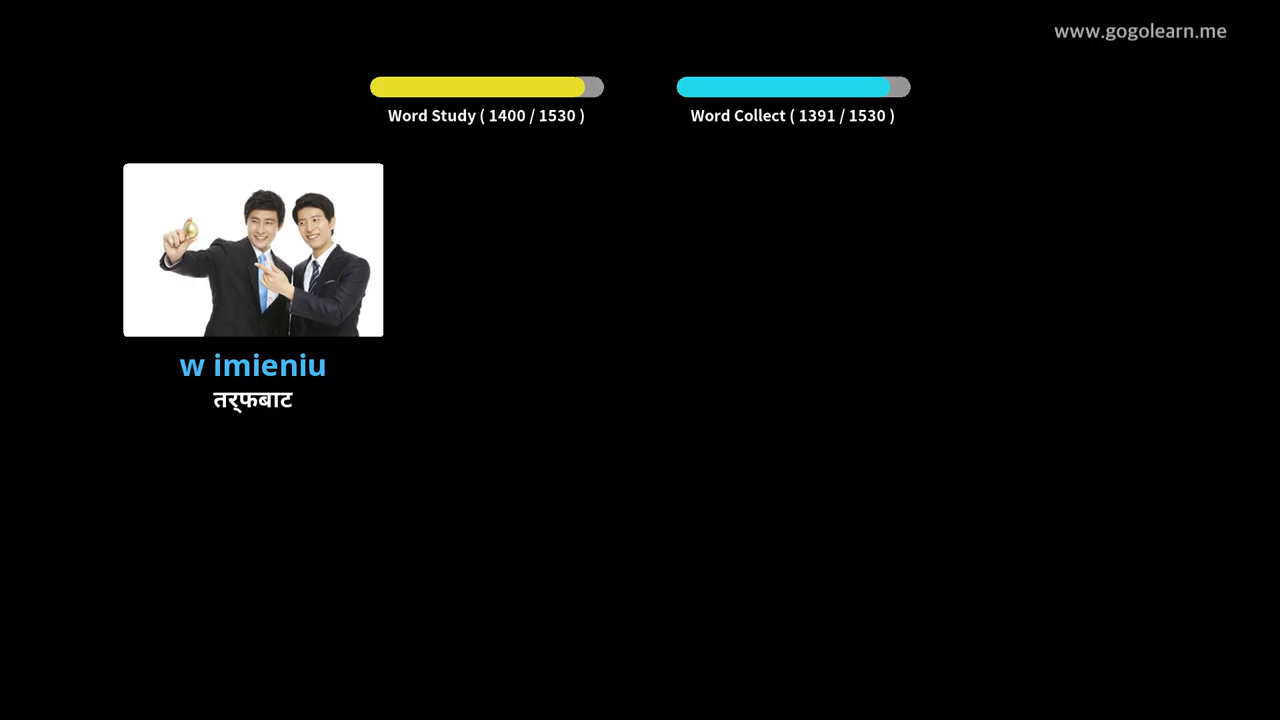 www.gogolearn.me
Word Study ( 1400 / 1530 )
Word Collect ( 1391 / 1530 )
w imieniu
तर्फबाट